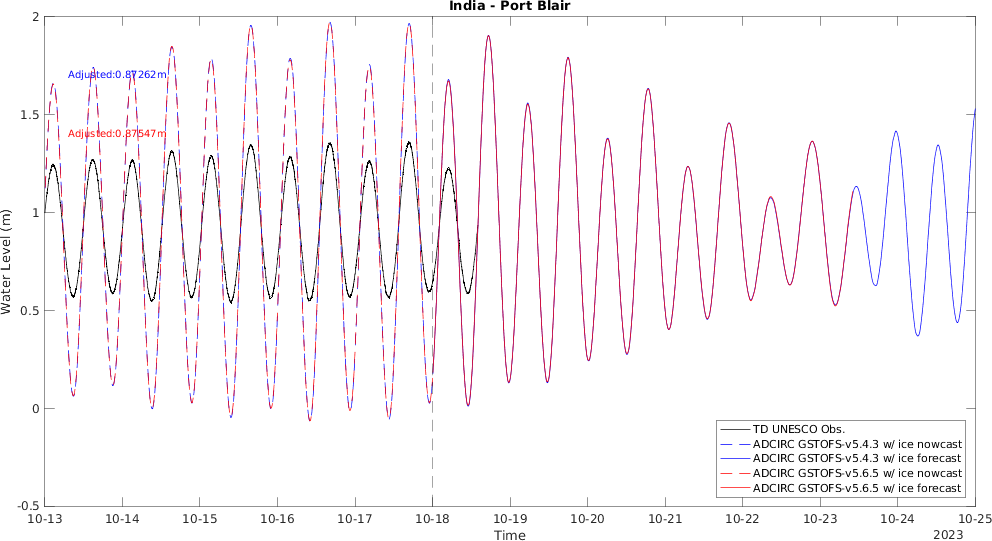 India - Port Blair
2
1.5
1
0.5
0
-0.5
Water Level (m)
Adjusted:0.87262m
Adjusted:0.87547m
TD UNESCO Obs.
ADCIRC GSTOFS-v5.4.3 w/ ice nowcast
ADCIRC GSTOFS-v5.4.3 w/ ice forecast
ADCIRC GSTOFS-v5.6.5 w/ ice nowcast
ADCIRC GSTOFS-v5.6.5 w/ ice forecast
10-13 10-14 10-15 10-16 10-17 10-18 10-19 10-20 10-21 10-22 10-23 10-24 10-25
Time
2023